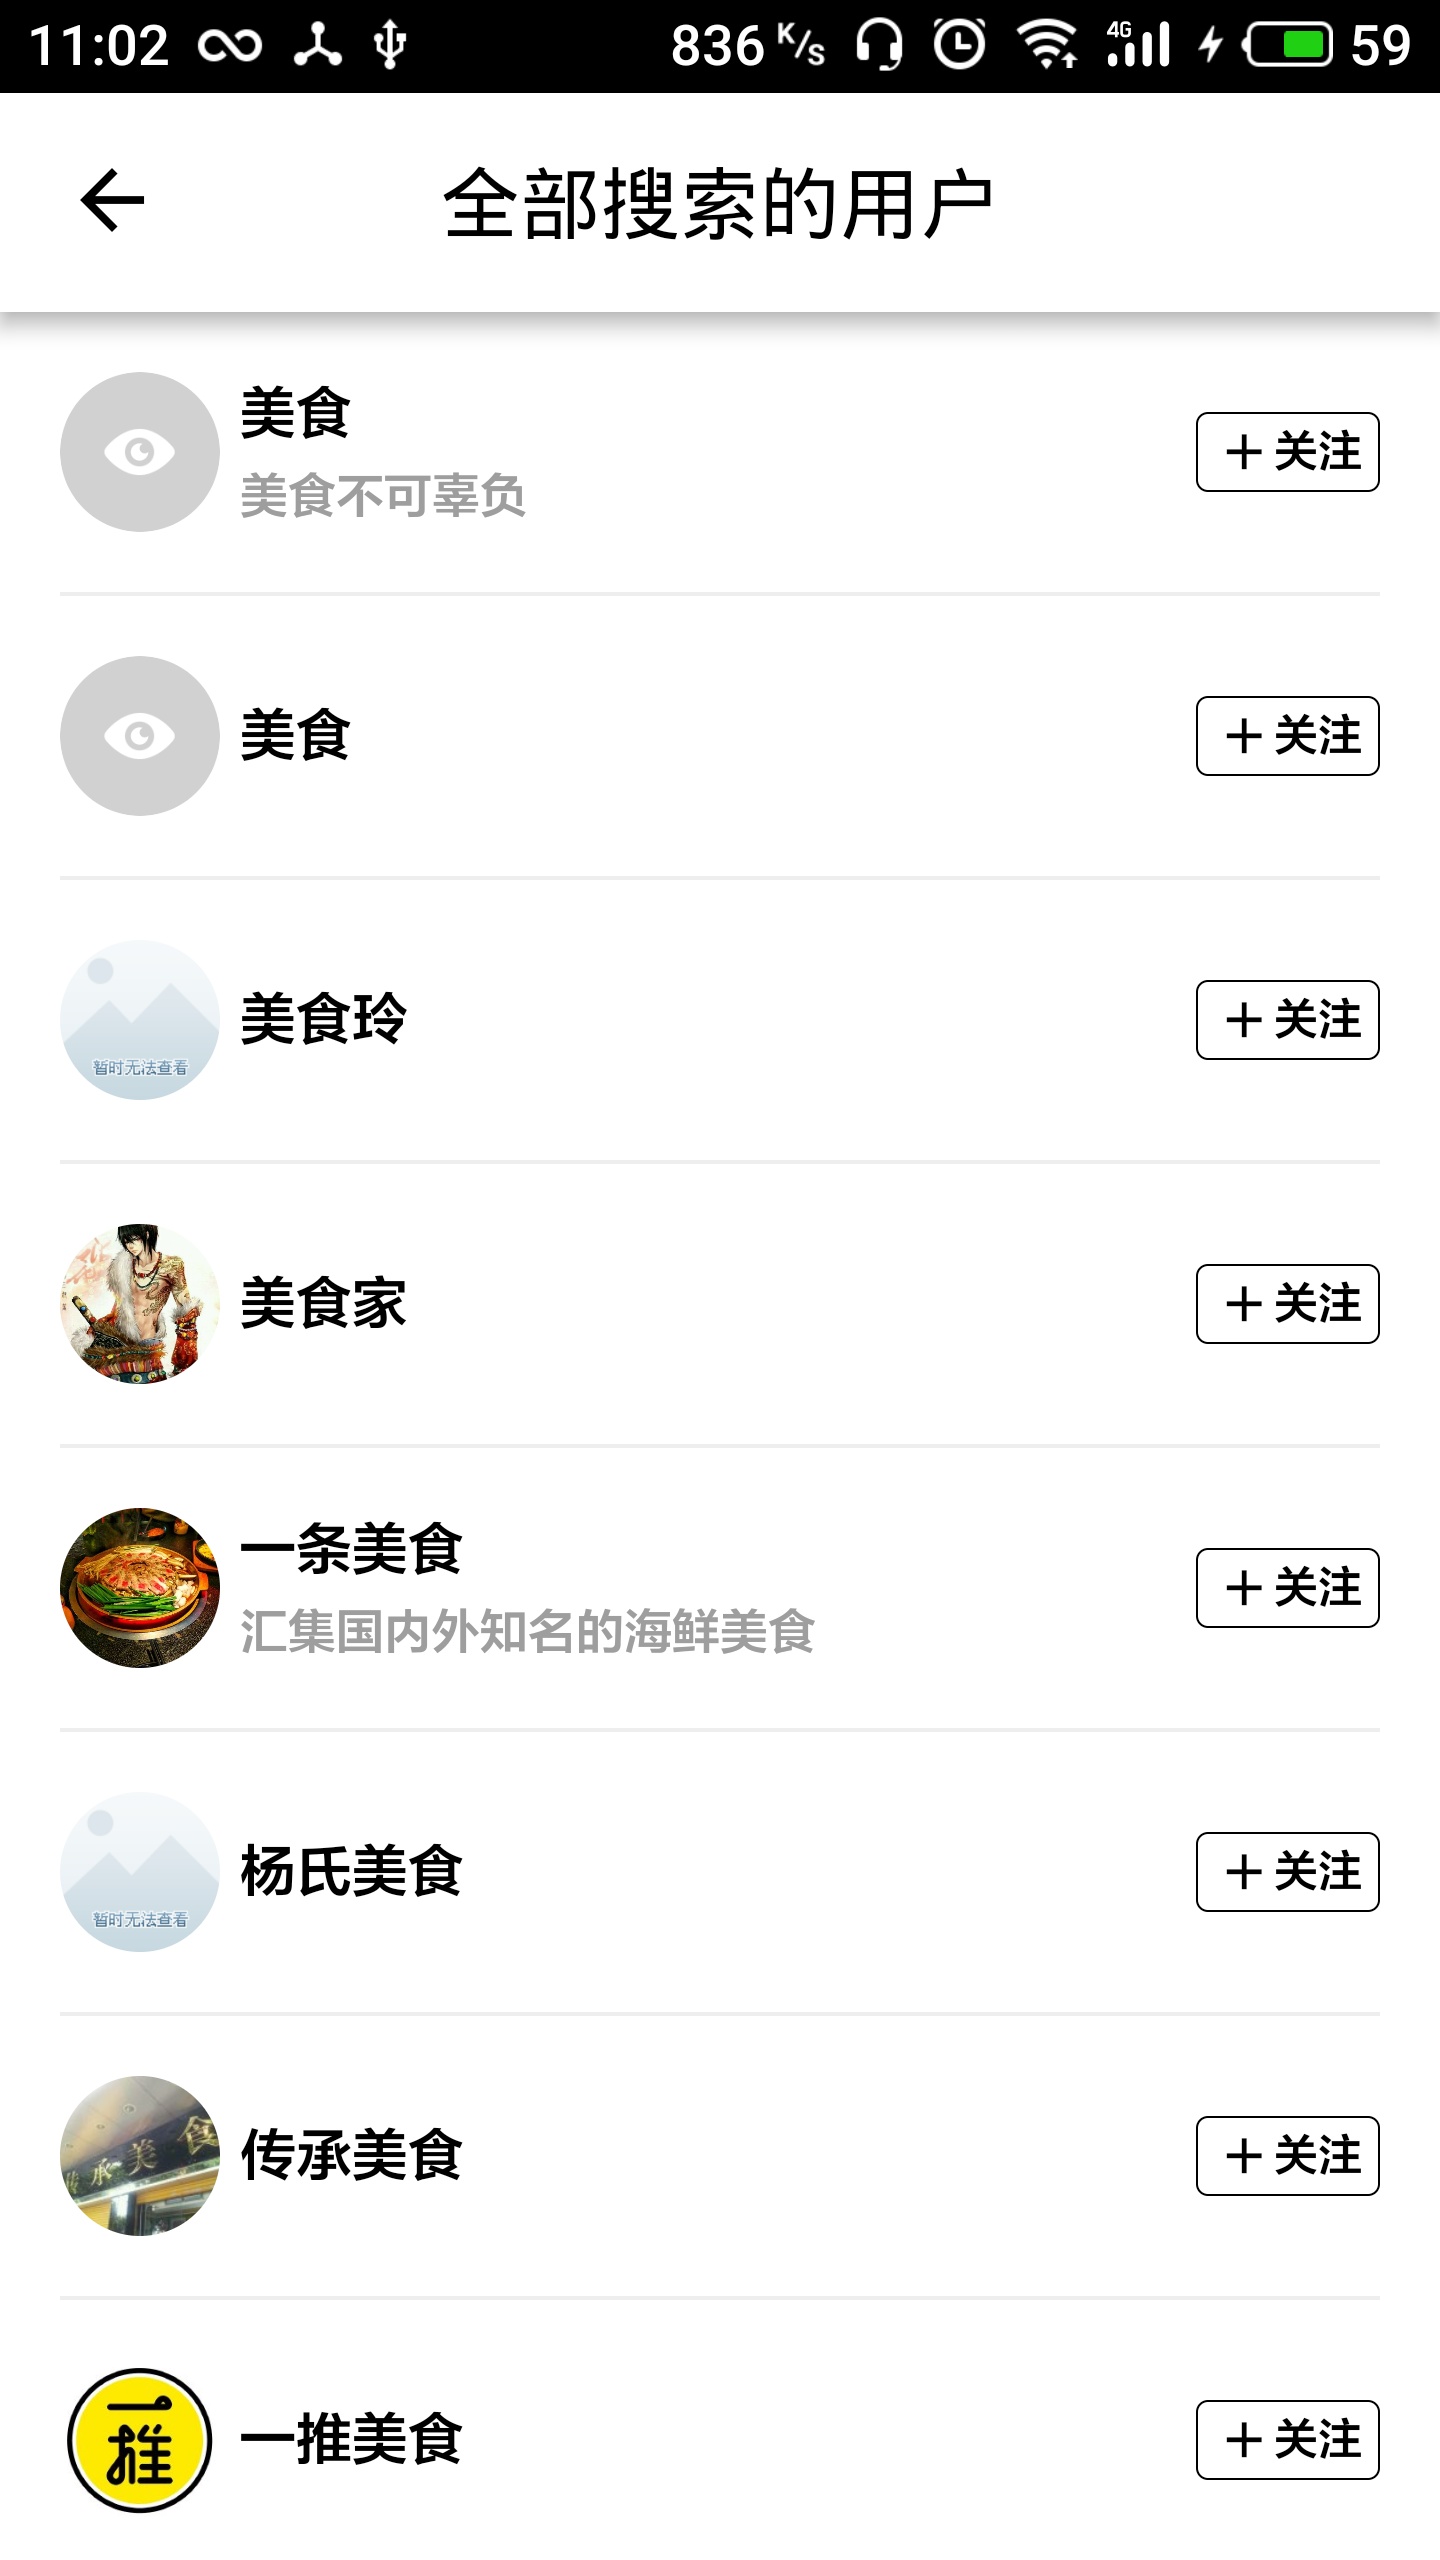 11:02 836 K/s 4G 59
全部搜索的用户
美食
美食不可辜负
＋关注
美食
＋关注
暂时无法查看
美食玲
＋关注
美食家
＋关注
一条美食
汇集国内外知名的海鲜美食
＋关注
暂时无法查看
杨氏美食
＋关注
承美食
传承美食
＋关注
一推
一推美食
＋关注